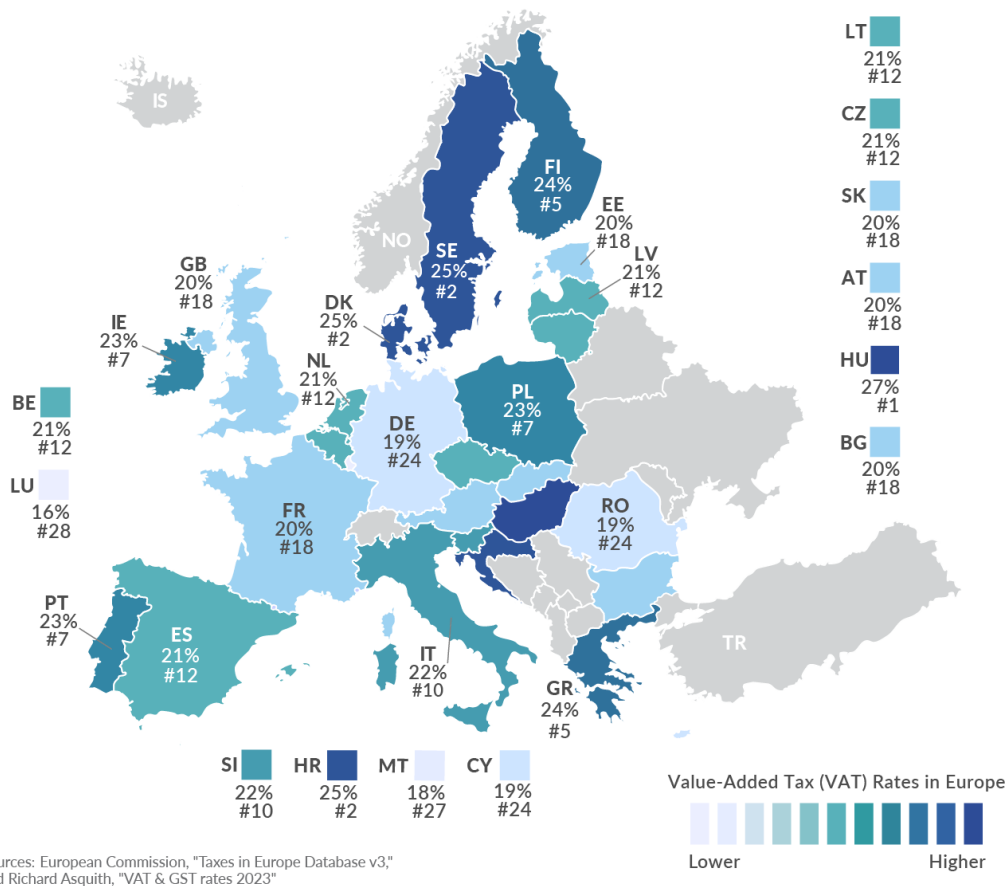 IS
NO
SE
25%
#2
FI
24%
#5
EE
20%
#18
LV
21%
#12
GB
20%
#18
IE
23%
#7
DK
25%
#2
NL
21%
#12
BE
21%
#12
LU
16%
#28
DE
19%
#24
PL
23%
#7
FR
20%
#18
RO
19%
#24
PT
23%
#7
ES
21%
#12
IT
22%
#10
GR
24%
#5
TR
LT
21%
#12
CZ
21%
#12
SK
20%
#18
AT
20%
#18
HU
27%
#1
BG
20%
#18
SI
22%
#10
HR
25%
#2
MT
18%
#27
CY
19%
#24
Value-Added Tax (VAT) Rates in Europe
Lower Higher
urces: European Commission, "Taxes in Europe Database v3,"
d Richard Asquith, "VAT & GST rates 2023"